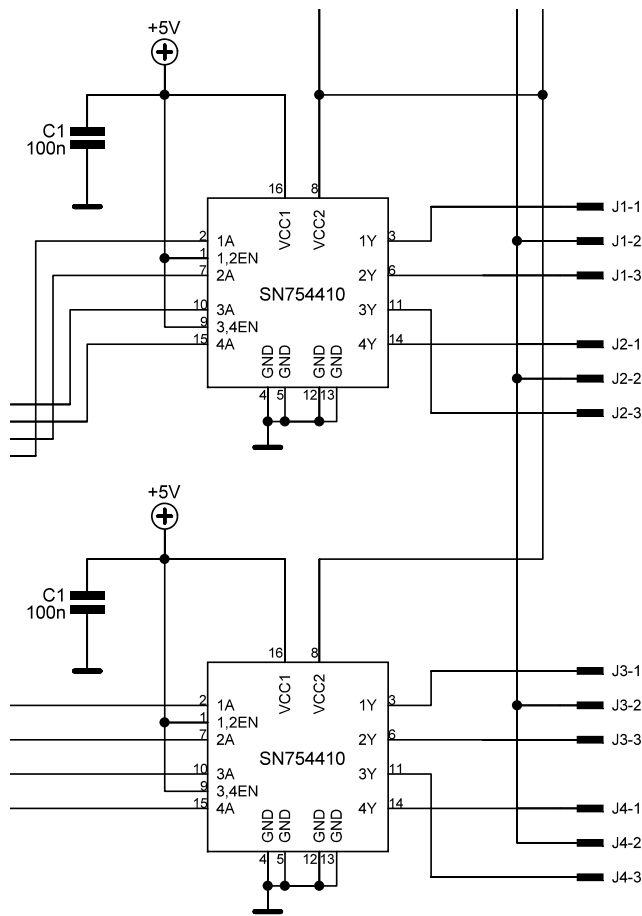 +5V
C1
100n
16
8
VCC1
VCC2
2
1A
1
1,2EN
7
2A
10
3A
9
3,4EN
15
4A
SN754410
1Y
3
2Y
6
3Y
11
4Y
14
GND
GND
GND
GND
4
5
12
13
J1-1
J1-2
J1-3
J2-1
J2-2
J2-3
+5V
C1
100n
16
8
VCC1
VCC2
2
1A
1
1,2EN
7
2A
10
3A
9
3,4EN
15
4A
SN754410
1Y
3
2Y
6
3Y
11
4Y
14
GND
GND
GND
GND
4
5
12
13
J3-1
J3-2
J3-3
J4-1
J4-2
J4-3